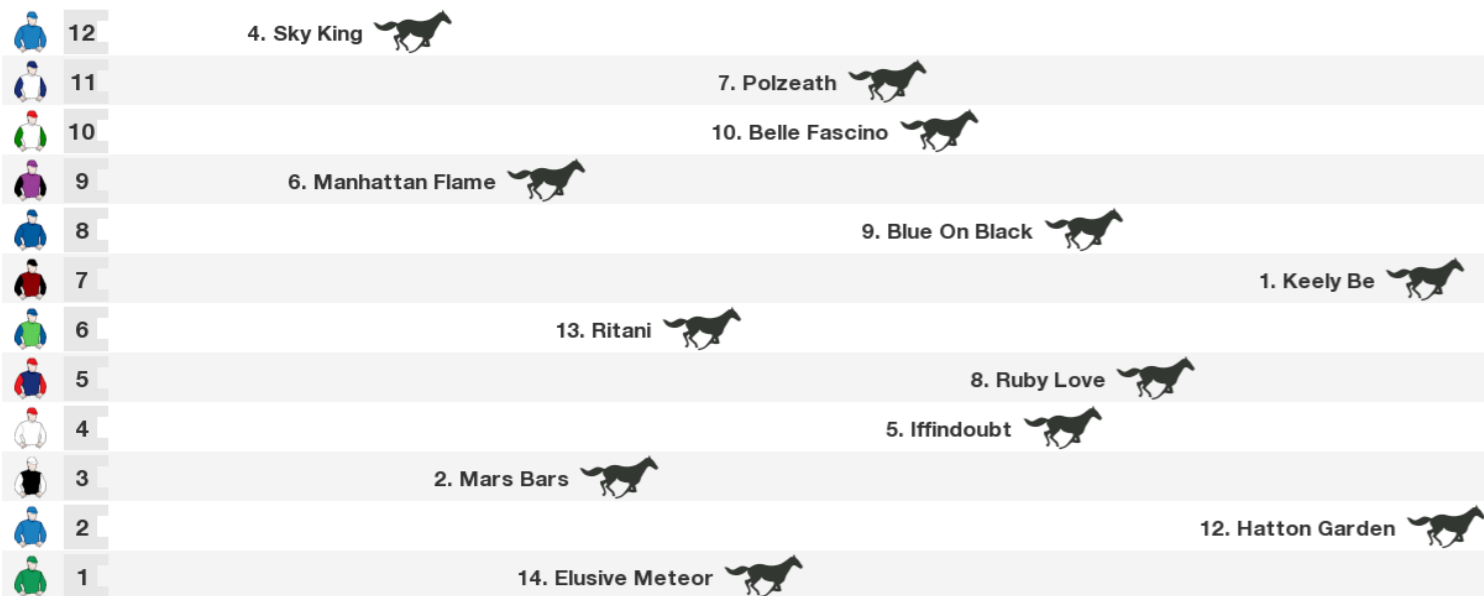 12 4. Sky King
11 7. Polzeath
10 10. Belle Fascino
9 6. Manhattan Flame
8 9. Blue On Black
7 1. Keely Be
6 13. Ritani
5 8. Ruby Love
4 5. Iffindoubt
3 2. Mars Bars
2 12. Hatton Garden
1 14. Elusive Meteor